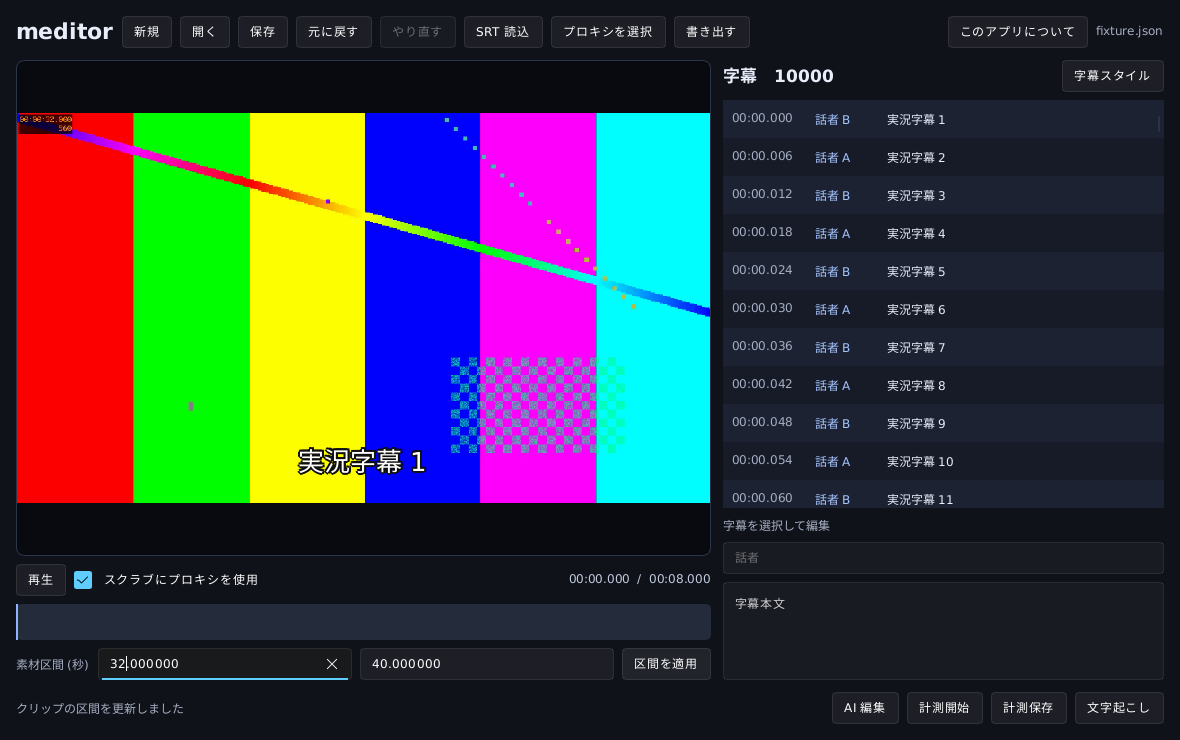 meditor 新規 開く 保存 元に戻す やり直す SRT 読込 プロキシを選択 書き出す このアプリについて fixture.json
00:00:32.000
560
実況字幕 1
再生 スクラブにプロキシを使用 00:00.000 / 00:08.000
素材区間 (秒) 32.000000 40.000000 区間を適用
クリップの区間を更新しました
字幕 10000 字幕スタイル
00:00.000 話者 B 実況字幕 1
00:00.006 話者 A 実況字幕 2
00:00.012 話者 B 実況字幕 3
00:00.018 話者 A 実況字幕 4
00:00.024 話者 B 実況字幕 5
00:00.030 話者 A 実況字幕 6
00:00.036 話者 B 実況字幕 7
00:00.042 話者 A 実況字幕 8
00:00.048 話者 B 実況字幕 9
00:00.054 話者 A 実況字幕 10
00:00.060 話者 B 実況字幕 11
字幕を選択して編集
話者
字幕本文
AI 編集 計測開始 計測保存 文字起こし